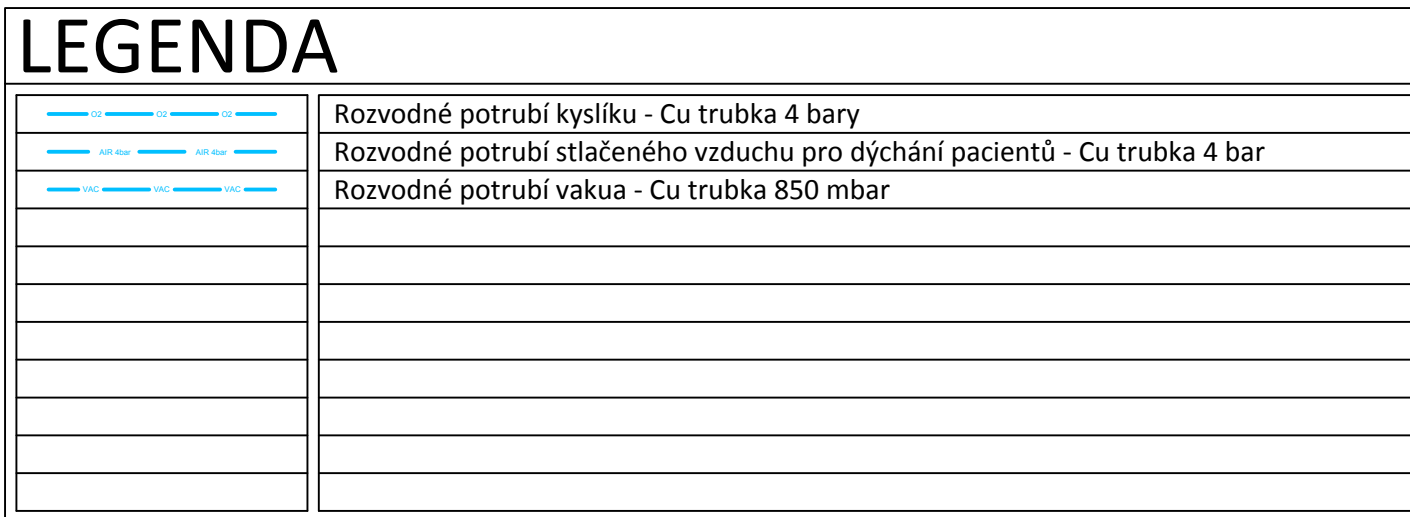 LEGENDA
O2 O2 O2
Rozvodné potrubí kyslíku - Cu trubka 4 bary
AIR 4bar AIR 4bar
Rozvodné potrubí stlačeného vzduchu pro dýchání pacientů - Cu trubka 4 bar
VAC VAC VAC
Rozvodné potrubí vakua - Cu trubka 850 mbar